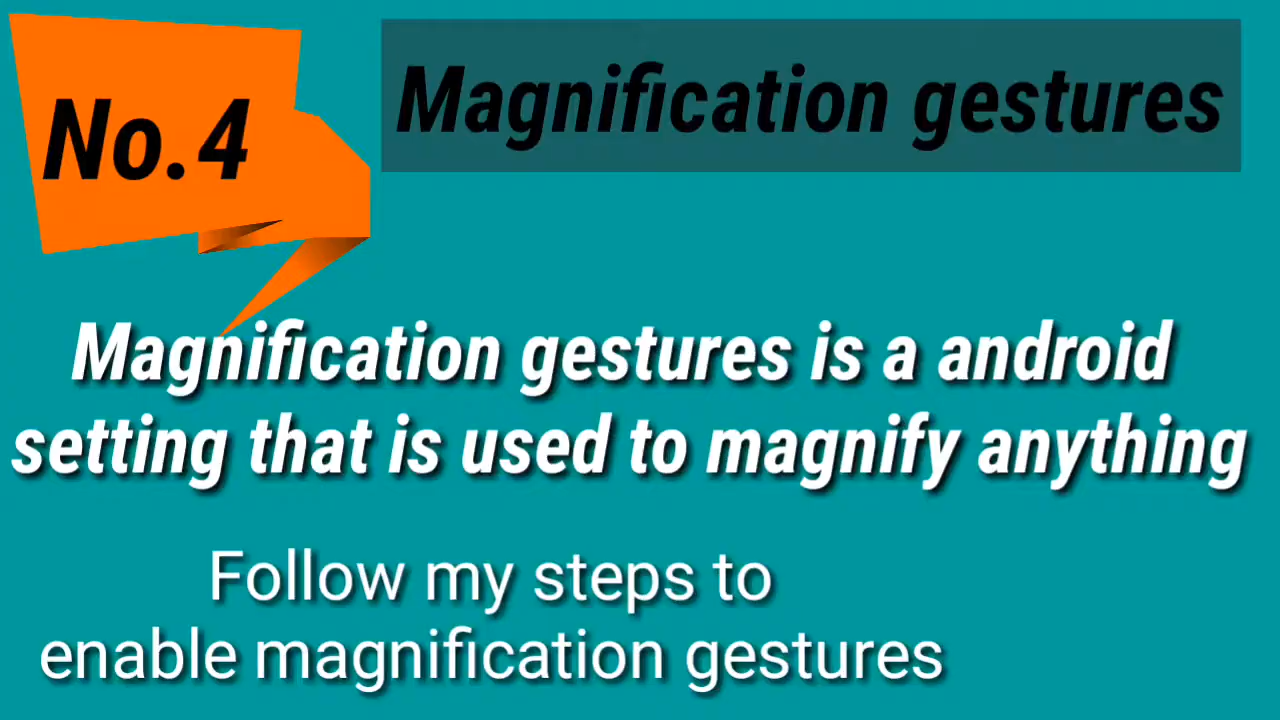 No.4
Magnification gestures
Magnification gestures is a android
setting that is used to magnify anything
Follow my steps to
enable magnification gestures